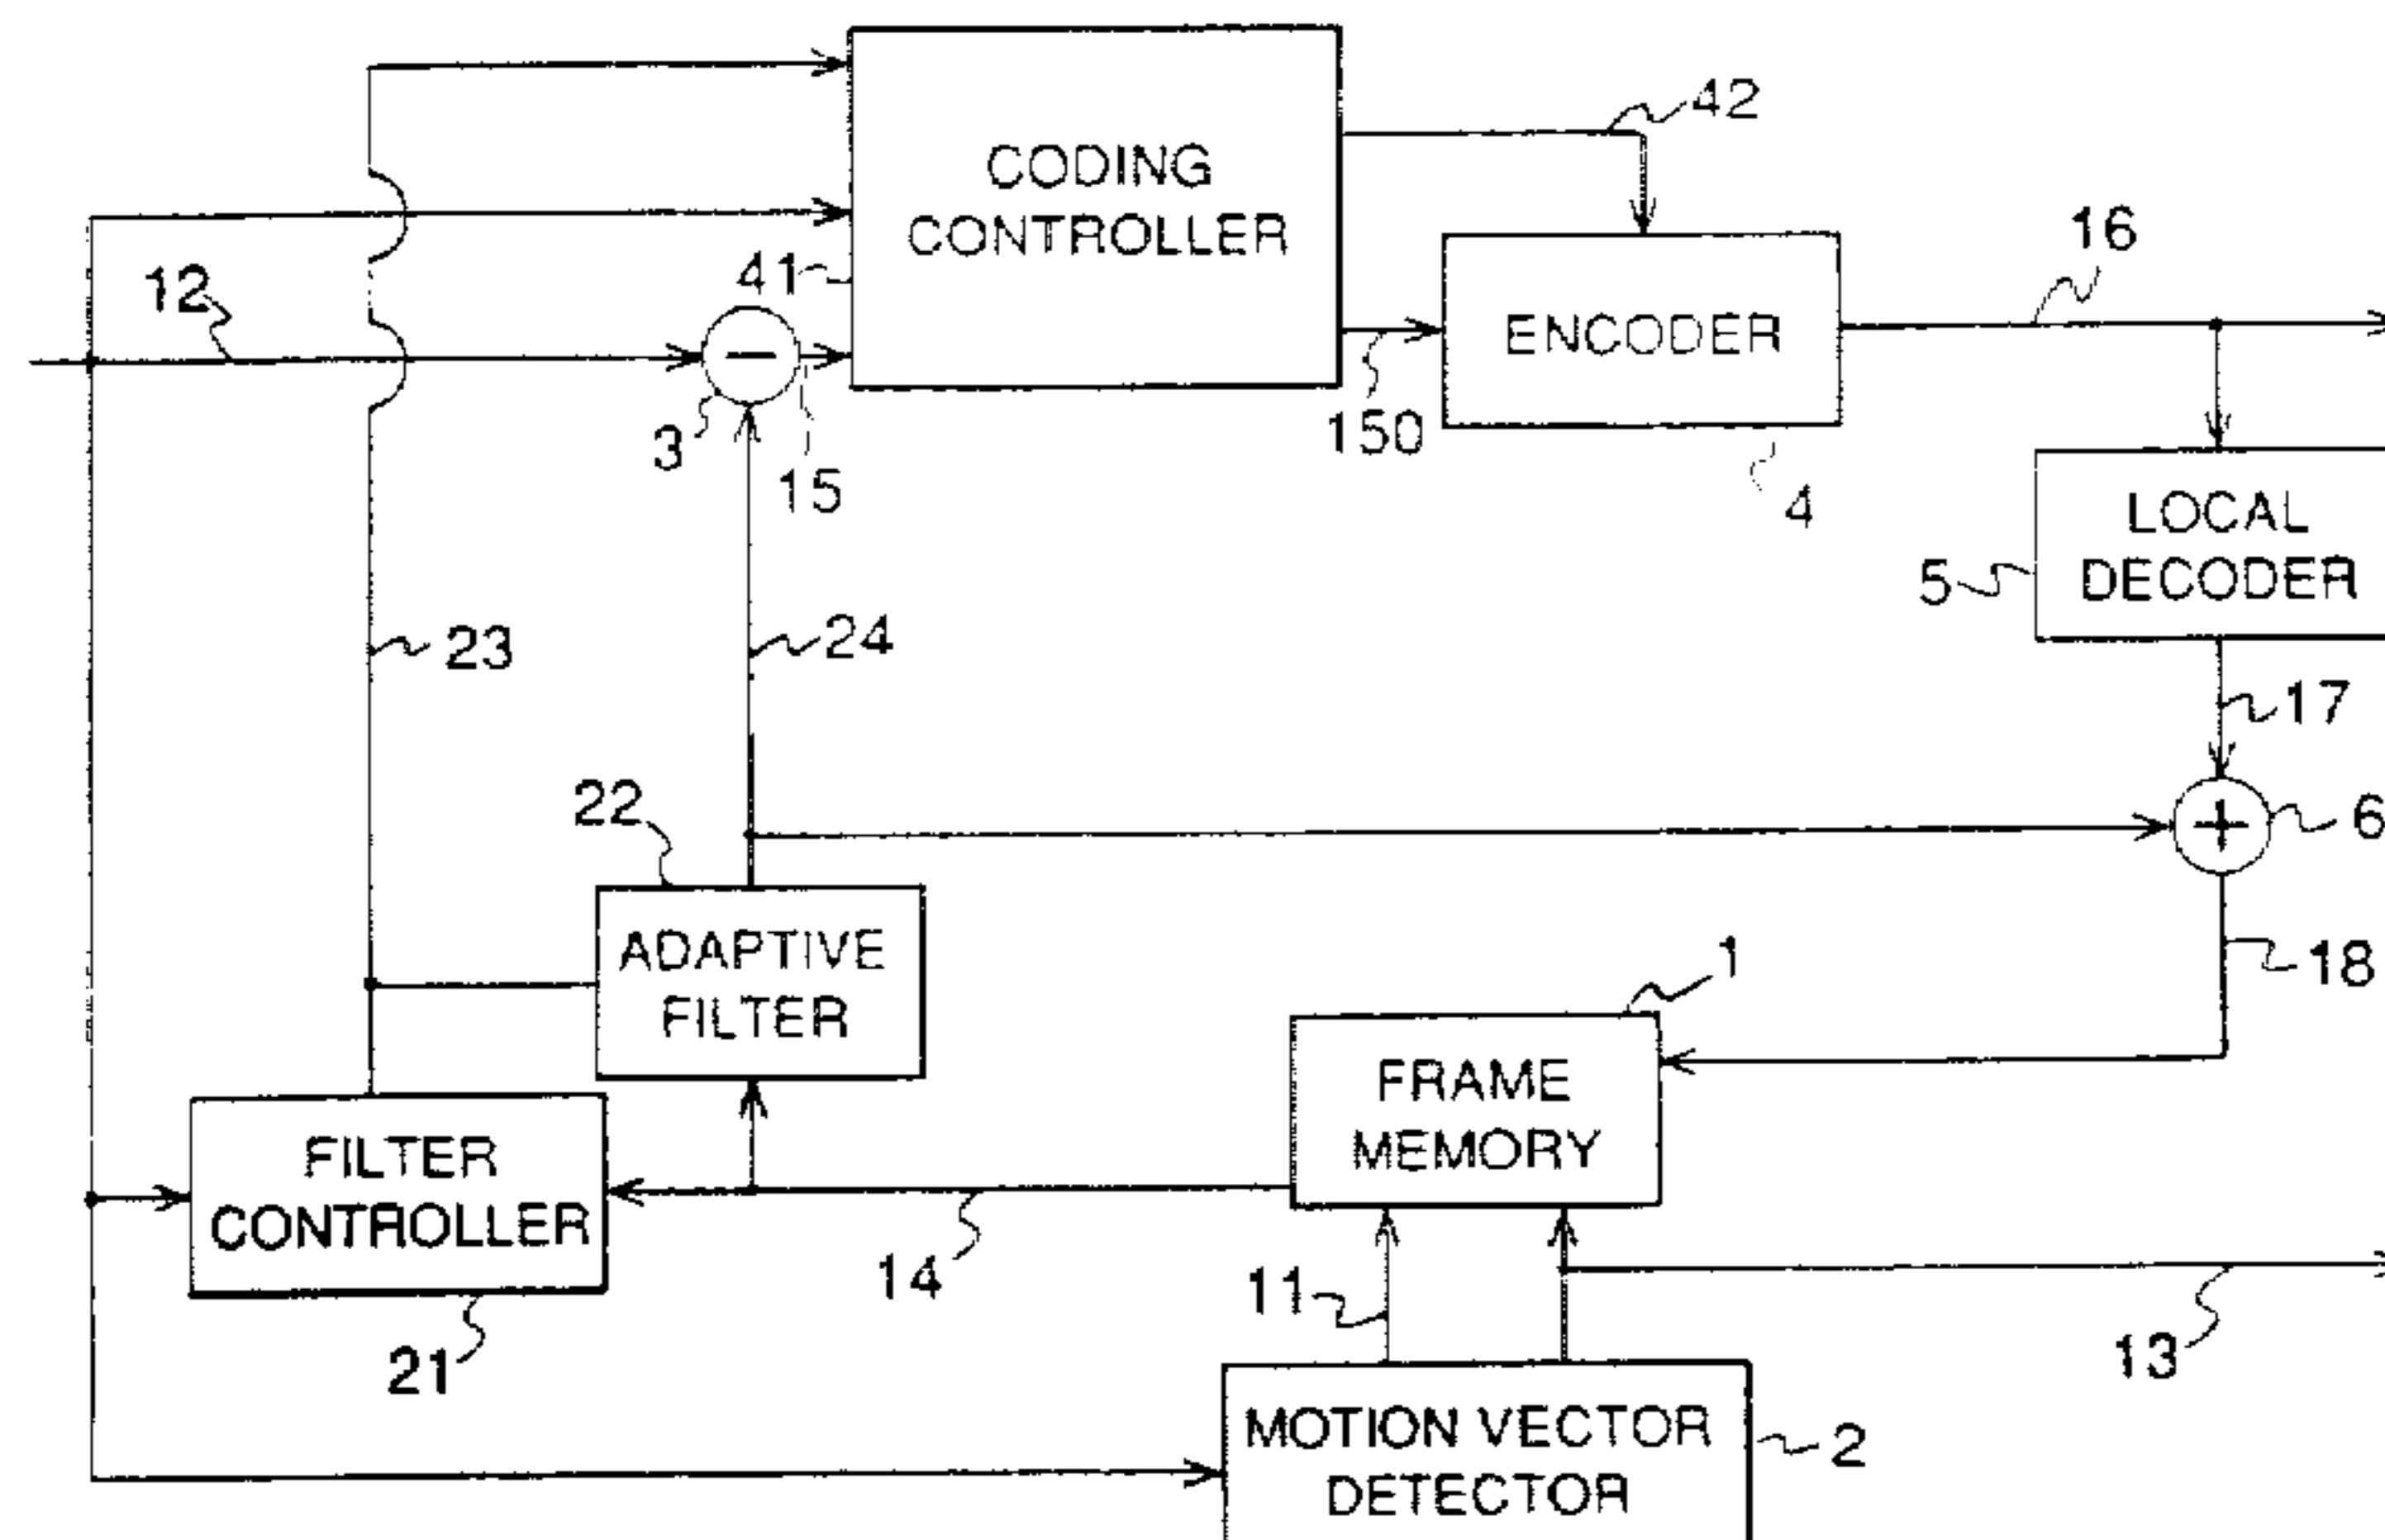 42
CODING
CONTROLLER
16
12
41
ENCODER
3
15
150
4
LOCAL
DECODER
5
23
24
17
22
6
ADAPTIVE
FILTER
1
18
FRAME
MEMORY
FILTER
CONTROLLER
14
11
13
21
MOTION VECTOR
DETECTOR
2